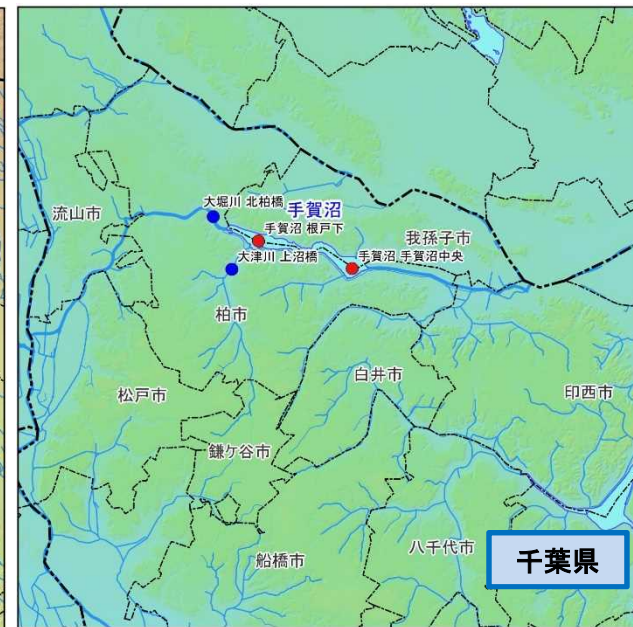 大堀川 北柏橋
手賀沼
流山市
手賀沼 根戸下
我孫子市
大津川 上沼橋
手賀沼 手賀沼中央
柏市
白井市
印西市
松戸市
鎌ケ谷市
八千代市
船橋市
千葉県